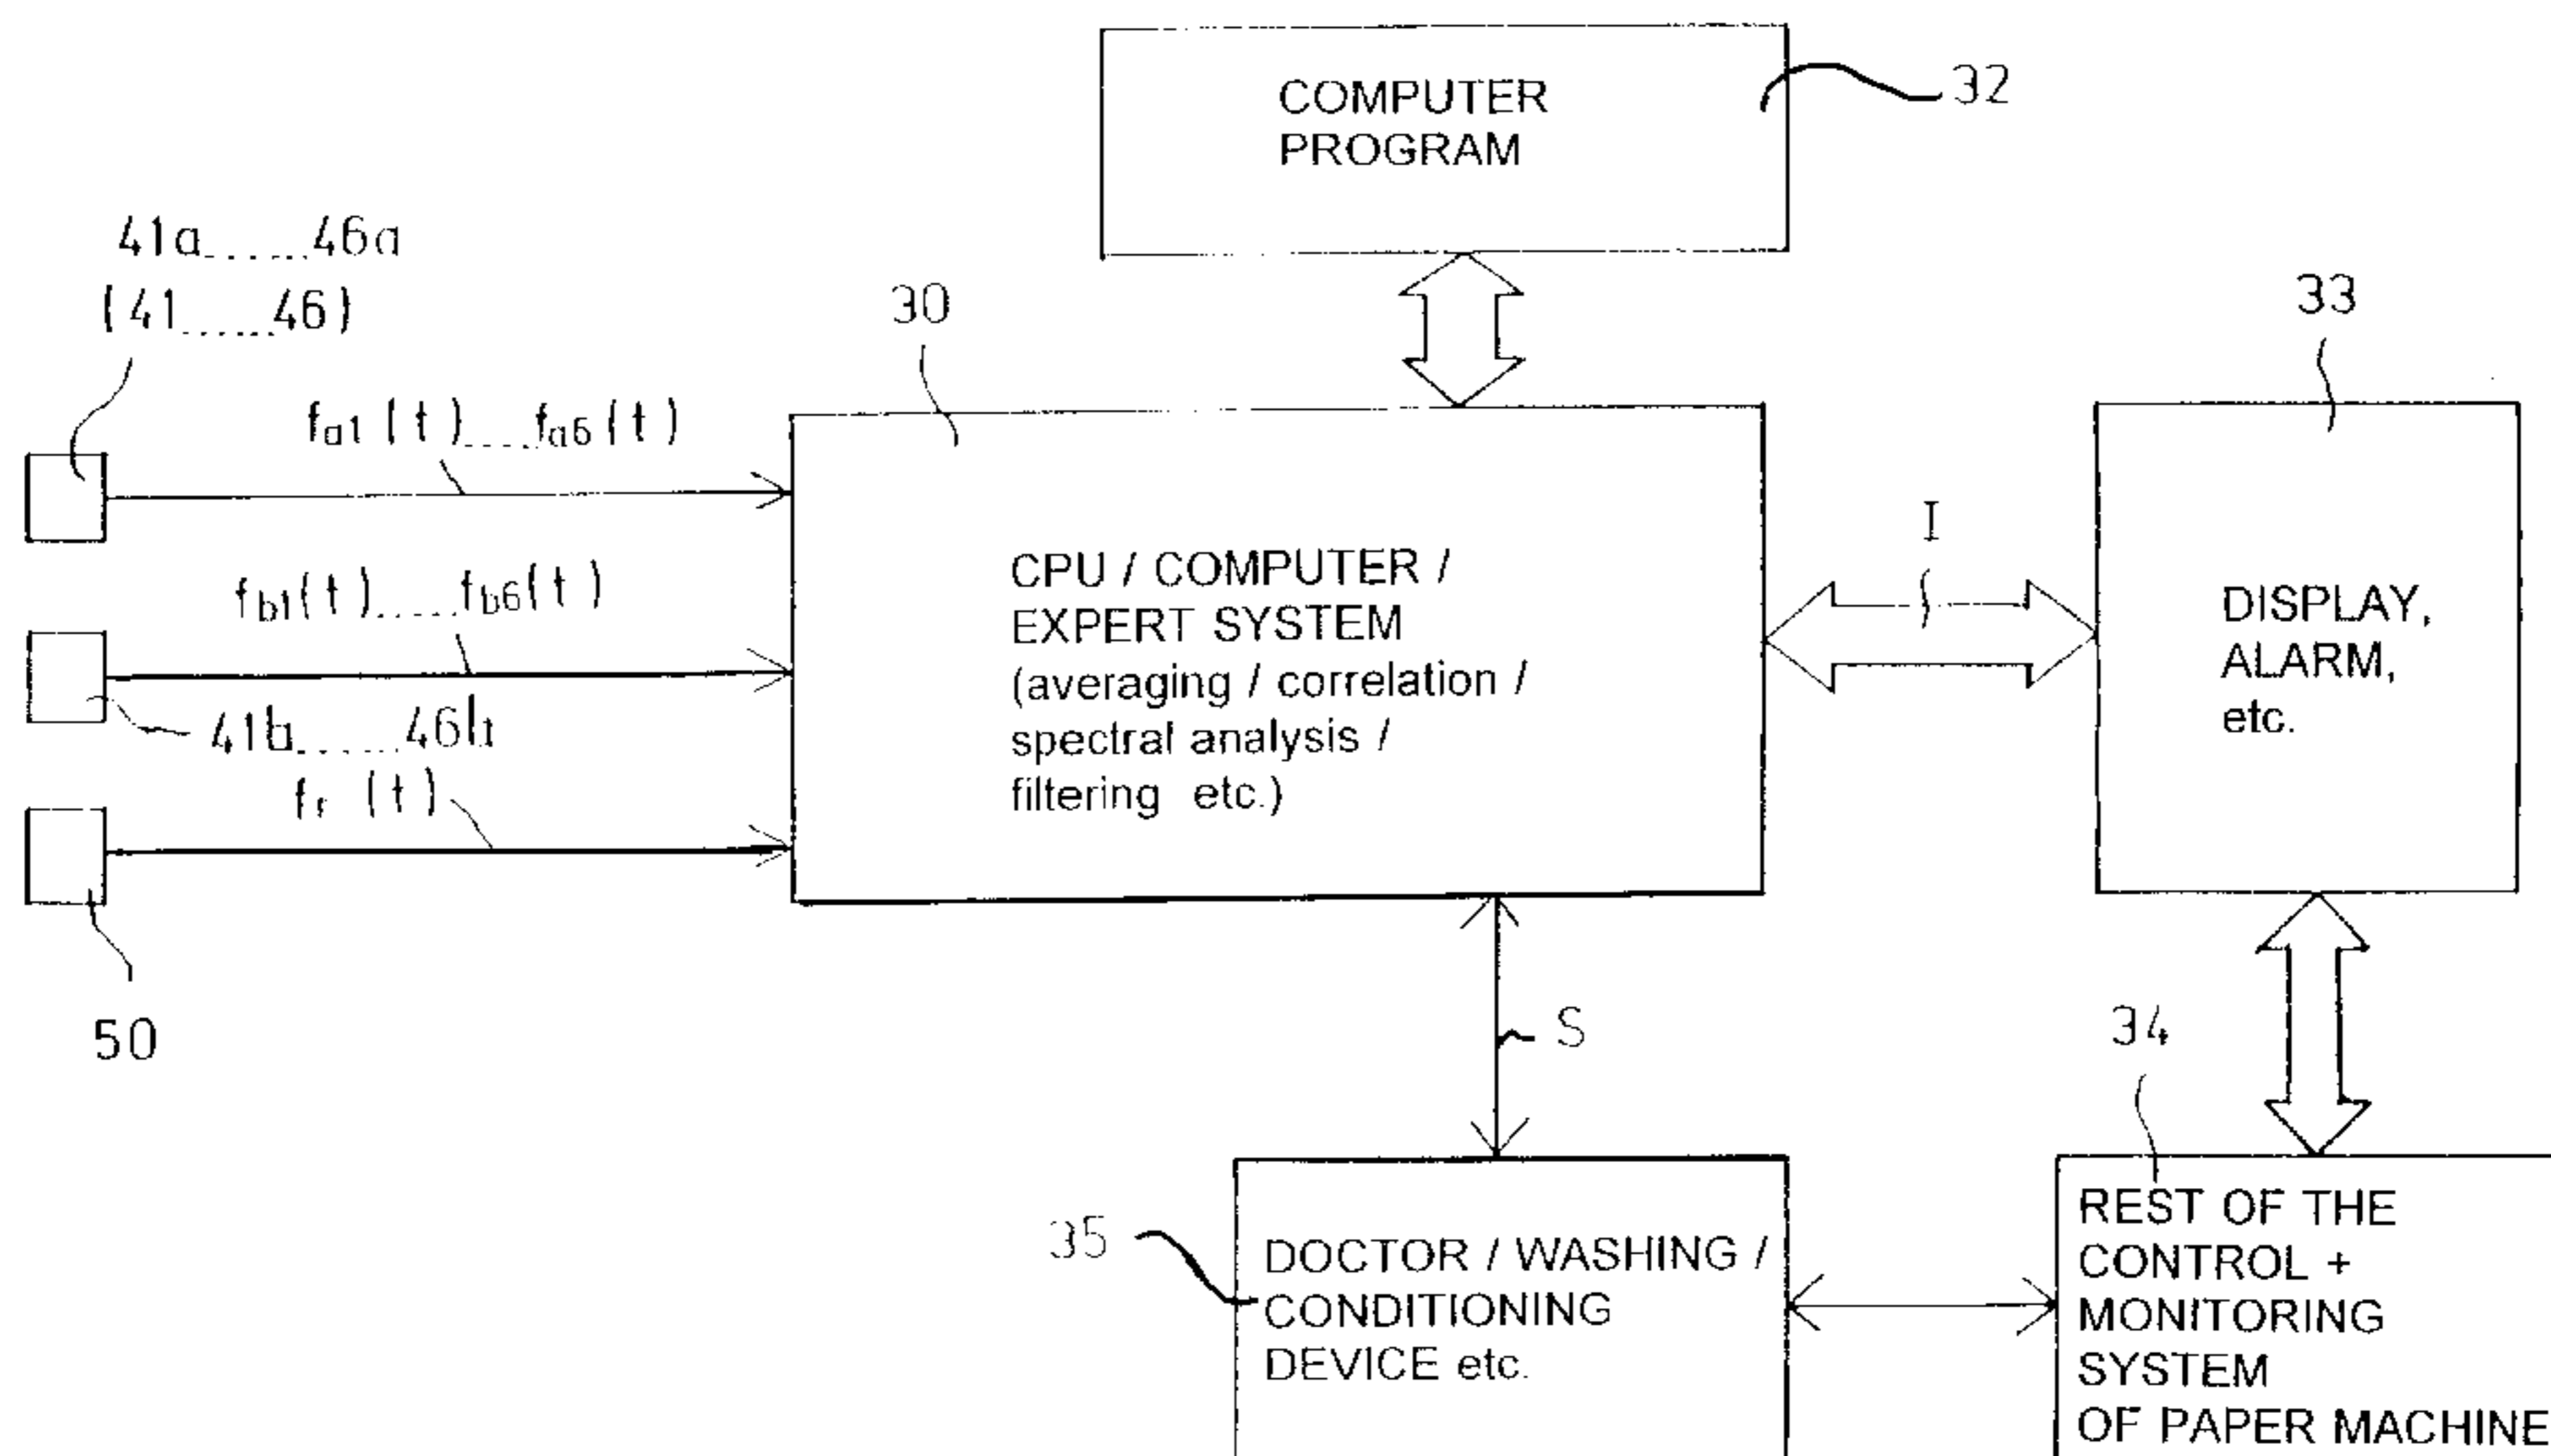 COMPUTER
PROGRAM
32
41a......46a
(41......46)
30
33
fa1(t)......fa6(t)
I
CPU / COMPUTER /
EXPERT SYSTEM
(averaging / correlation /
spectral analysis /
filtering etc.)
DISPLAY,
ALARM,
etc.
fb1(t)......fb6(t)
41b......46b
fr(t)
50
S
34
35
DOCTOR / WASHING /
CONDITIONING
DEVICE etc.
REST OF THE
CONTROL +
MONITORING
SYSTEM
OF PAPER MACHINE